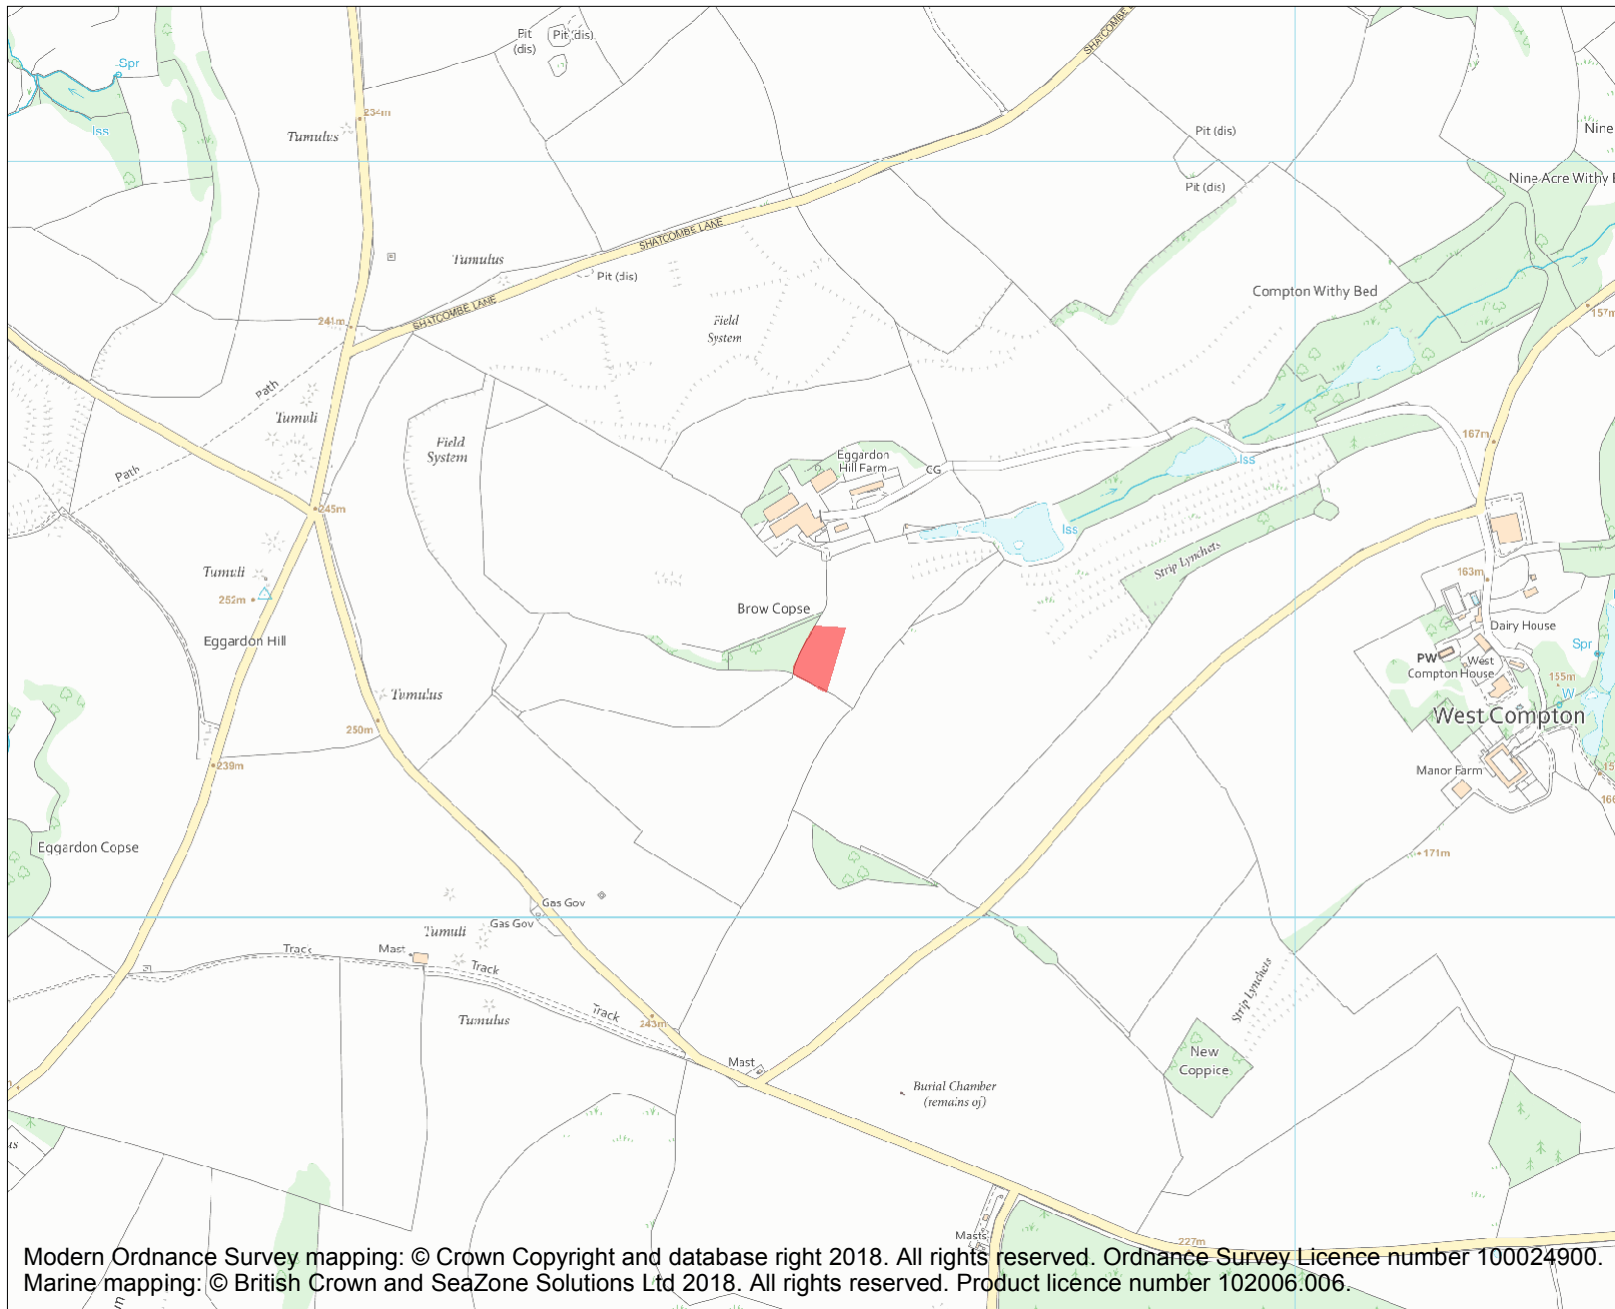 Pit
(dis)
Pit (dis)
SHATCOMBE
Spr
234m
Tumulus
Iss
Pit (dis)
Nine
Nine Acre Withy
Pit (dis)
SHATCOMBE LANE
Tumulus
Pit (dis)
Compton Withy Bed
SHATCOMBE LANE
241m
Field
System
157m
Path
Tumuli
Field
System
167m
Eggardon
Hill Farm
CG
Iss
Path
245m
Iss
Strip Lynchets
Tumuli
163m
252m
Brow Copse
Dairy House
Eggardon Hill
Spr
PW
West
Compton House
155m
W
Tumulus
West Compton
250m
239m
Manor Farm
166
Eggardon Copse
171m
Gas Gov
Gas Gov
Tumuli
Track
Mast
Track
Strip Lynchets
Track
Tumulus
243m
New
Coppice
Mast
Burial Chamber
(remains of)
Masts
227m
Modern Ordnance Survey mapping: © Crown Copyright and database right 2018. All rights reserved. Ordnance Survey Licence number 100024900.
Marine mapping: © British Crown and SeaZone Solutions Ltd 2018. All rights reserved. Product licence number 102006.006.